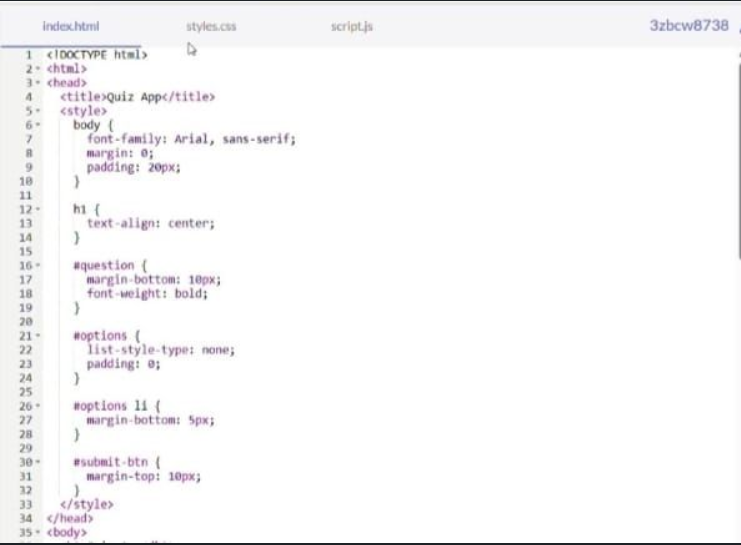 index.html styles.css script.js 3zbcw8738
1 <!DOCTYPE html>
2 <html>
3 <head>
4 <title>Quiz App</title>
5 <style>
6 body {
7 font-family: Arial, sans-serif;
8 margin: 0;
9 padding: 20px;
10 }
11
12 h1 {
13 text-align: center;
14 }
15
16 #question {
17 margin-bottom: 10px;
18 font-weight: bold;
19 }
20
21 #options {
22 list-style-type: none;
23 padding: 0;
24 }
25
26 #options li {
27 margin-bottom: 5px;
28 }
29
30 #submit-btn {
31 margin-top: 10px;
32 }
33 </style>
34 </head>
35 <body>